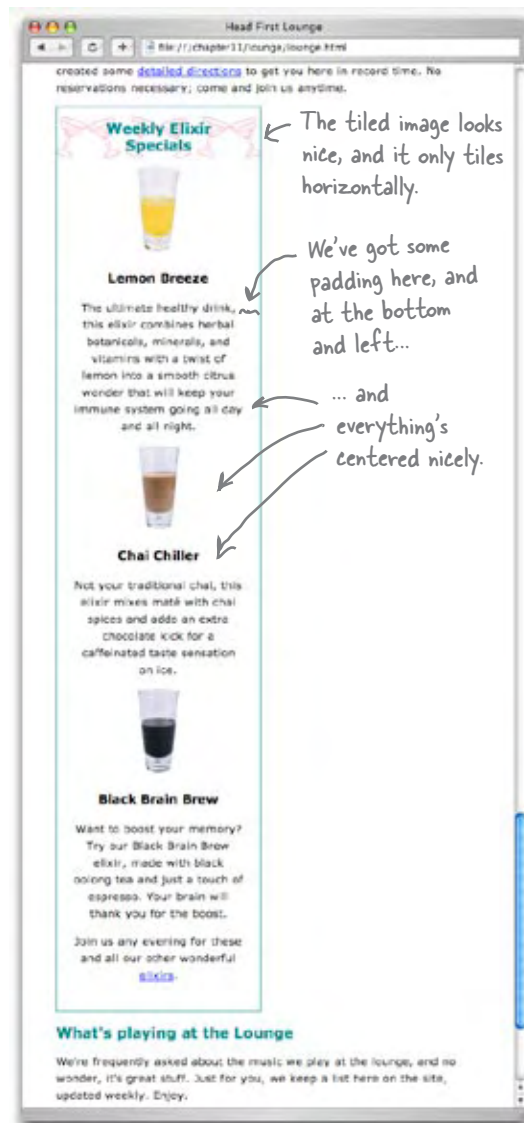 Head First Lounge
file:///chapter11/lounge/lounge.html
created some detailed directions to get you here in record time. No
reservations necessary; come and join us anytime.
Weekly Elixir
Specials
The tiled image looks
nice, and it only tiles
horizontally.
Lemon Breeze
We've got some
padding here, and
at the bottom
and left...
The ultimate healthy drink,
this elixir combines herbal
botanicals, minerals, and
vitamins with a twist of
lemon into a smooth citrus
wonder that will keep your
immune system going all day
and all night.
... and
everything's
centered nicely.
Chai Chiller
Not your traditional chai, this
elixir mixes maté with chai
spices and adds an extra
chocolate kick for a
caffeinated taste sensation
on ice.
Black Brain Brew
Want to boost your memory?
Try our Black Brain Brew
elixir, made with black
oolong tea and just a touch of
espresso. Your brain will
thank you for the boost.
Join us any evening for these
and all our other wonderful
elixirs.
What's playing at the Lounge
We're frequently asked about the music we play at the lounge, and no
wonder, it's great stuff. Just for you, we keep a list here on the site,
updated weekly. Enjoy.